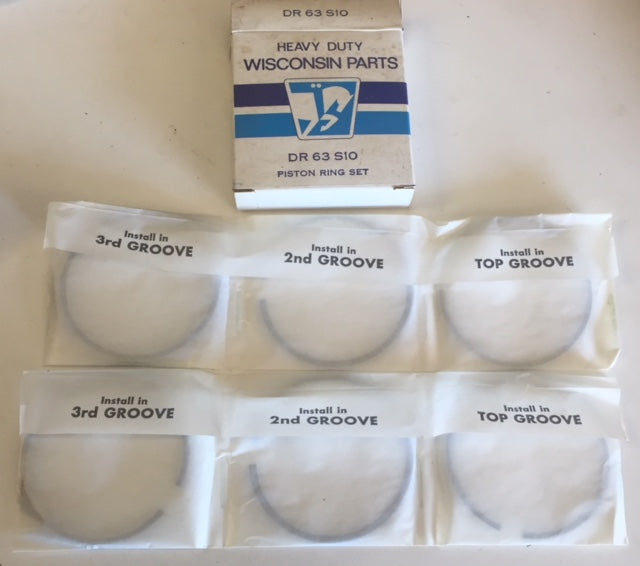 DR 63 S10
HEAVY DUTY
WISCONSIN PARTS
DR 63 S10
PISTON RING SET
Install in
3rd GROOVE
Install in
2nd GROOVE
Install in
TOP GROOVE
Install in
3rd GROOVE
Install in
2nd GROOVE
Install in
TOP GROOVE